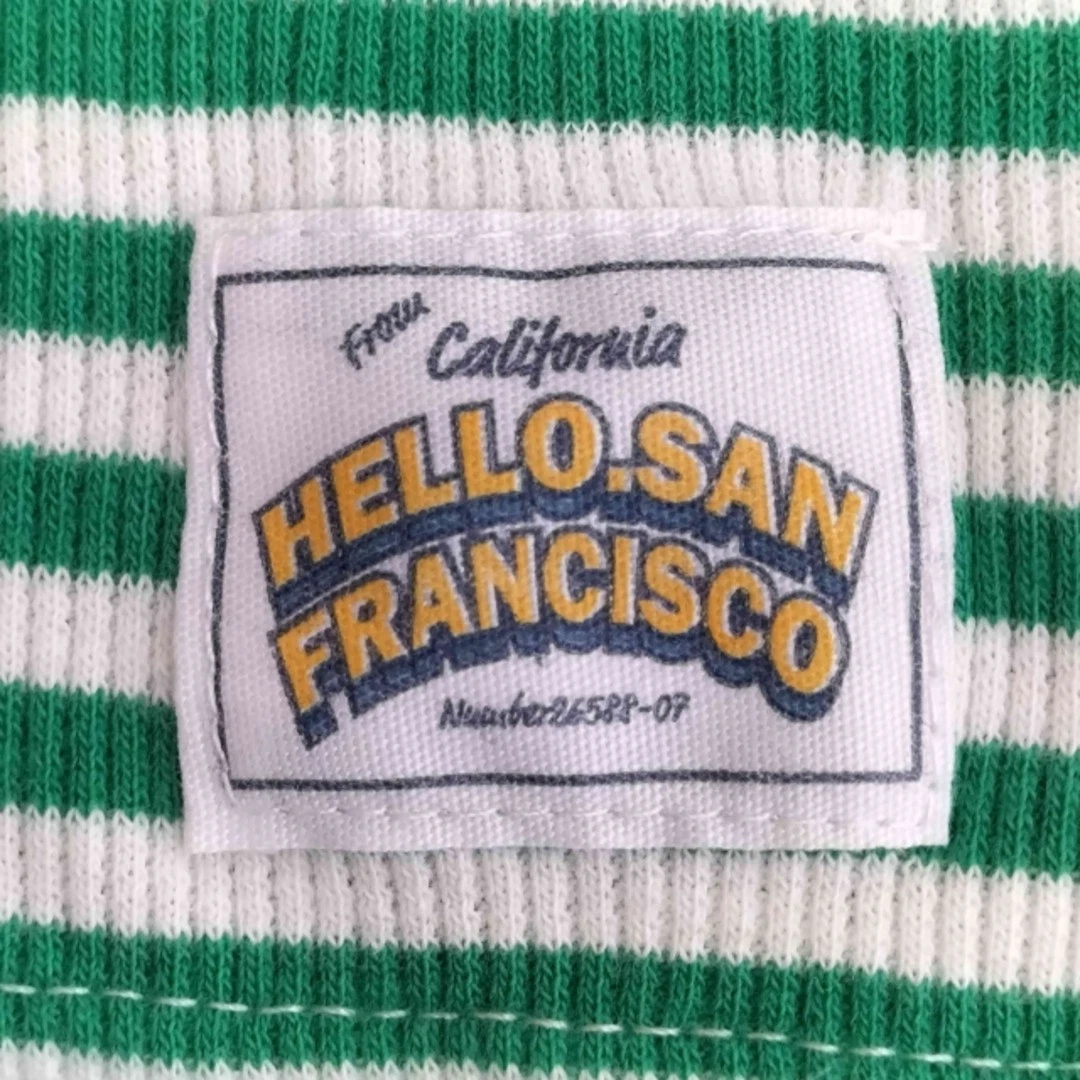 From California
HELLO.SAN
FRANCISCO
Number26588-07